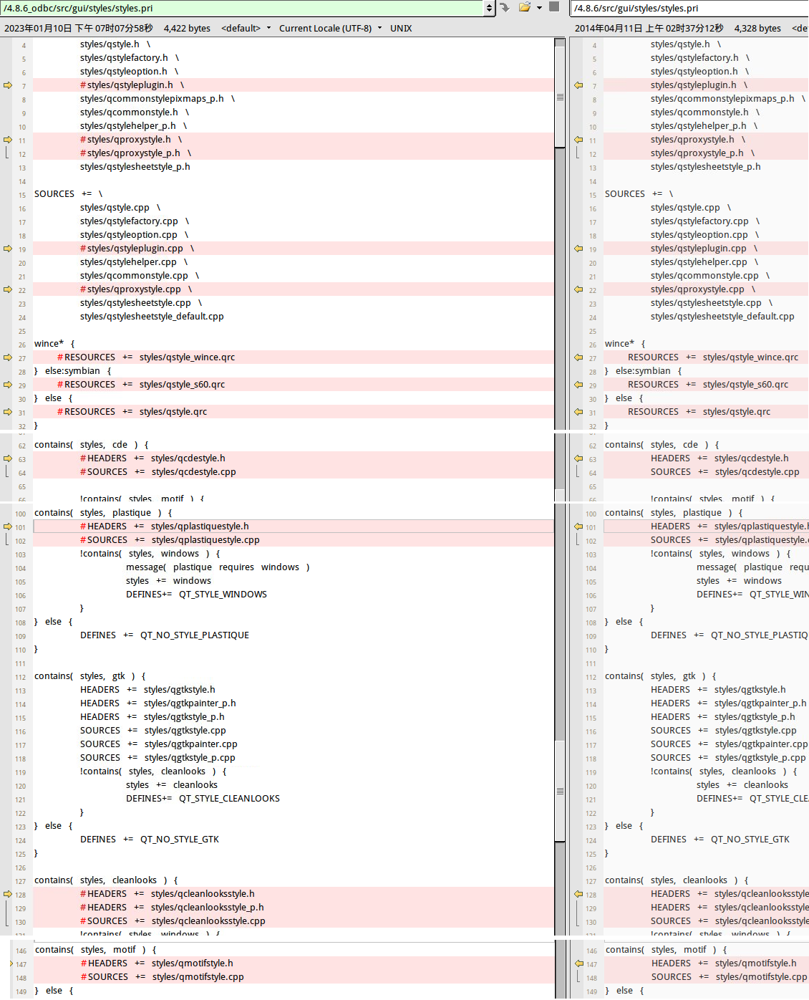 /4.8.6_odbc/src/gui/styles/styles.pri
2023年01月10日 下午 07时07分58秒 4,422 bytes <default> Current Locale (UTF-8) UNIX
4 styles/qstyle.h \
5 styles/qstylefactory.h \
6 styles/qstyleoption.h \
7 #styles/qstyleplugin.h \
8 styles/qcommonstylepixmaps_p.h \
9 styles/qcommonstyle.h \
10 styles/qstylehelper_p.h \
11 #styles/qproxystyle.h \
12 #styles/qproxystyle_p.h \
13 styles/qstylesheetstyle_p.h
14
15 SOURCES += \
16 styles/qstyle.cpp \
17 styles/qstylefactory.cpp \
18 styles/qstyleoption.cpp \
19 #styles/qstyleplugin.cpp \
20 styles/qstylehelper.cpp \
21 styles/qcommonstyle.cpp \
22 #styles/qproxystyle.cpp \
23 styles/qstylesheetstyle.cpp \
24 styles/qstylesheetstyle_default.cpp
25
26 wince* {
27 #RESOURCES += styles/qstyle_wince.qrc
28 } else:symbian {
29 #RESOURCES += styles/qstyle_s60.qrc
30 } else {
31 #RESOURCES += styles/qstyle.qrc
32 }
62 contains( styles, cde ) {
63 #HEADERS += styles/qcdestyle.h
64 #SOURCES += styles/qcdestyle.cpp
65
66 !contains( styles, motif ) {
100 contains( styles, plastique ) {
101 #HEADERS += styles/qplastiquestyle.h
102 #SOURCES += styles/qplastiquestyle.cpp
103 !contains( styles, windows ) {
104 message( plastique requires windows )
105 styles += windows
106 DEFINES+= QT_STYLE_WINDOWS
107 }
108 } else {
109 DEFINES += QT_NO_STYLE_PLASTIQUE
110 }
111
112 contains( styles, gtk ) {
113 HEADERS += styles/qgtkstyle.h
114 HEADERS += styles/qgtkpainter_p.h
115 HEADERS += styles/qgtkstyle_p.h
116 SOURCES += styles/qgtkstyle.cpp
117 SOURCES += styles/qgtkpainter.cpp
118 SOURCES += styles/qgtkstyle_p.cpp
119 !contains( styles, cleanlooks ) {
120 styles += cleanlooks
121 DEFINES+= QT_STYLE_CLEANLOOKS
122 }
123 } else {
124 DEFINES += QT_NO_STYLE_GTK
125 }
126
127 contains( styles, cleanlooks ) {
128 #HEADERS += styles/qcleanlooksstyle.h
129 #HEADERS += styles/qcleanlooksstyle_p.h
130 #SOURCES += styles/qcleanlooksstyle.cpp
131 !contains( styles, windows ) {
146 contains( styles, motif ) {
147 #HEADERS += styles/qmotifstyle.h
148 #SOURCES += styles/qmotifstyle.cpp
149 } else {
/4.8.6/src/gui/styles/styles.pri
2014年04月11日 上午 02时37分12秒 4,328 bytes <de
4 styles/qstyle.h \
5 styles/qstylefactory.h \
6 styles/qstyleoption.h \
7 styles/qstyleplugin.h \
8 styles/qcommonstylepixmaps_p.h \
9 styles/qcommonstyle.h \
10 styles/qstylehelper_p.h \
11 styles/qproxystyle.h \
12 styles/qproxystyle_p.h \
13 styles/qstylesheetstyle_p.h
14
15 SOURCES += \
16 styles/qstyle.cpp \
17 styles/qstylefactory.cpp \
18 styles/qstyleoption.cpp \
19 styles/qstyleplugin.cpp \
20 styles/qstylehelper.cpp \
21 styles/qcommonstyle.cpp \
22 styles/qproxystyle.cpp \
23 styles/qstylesheetstyle.cpp \
24 styles/qstylesheetstyle_default.cpp
25
26 wince* {
27 RESOURCES += styles/qstyle_wince.qrc
28 } else:symbian {
29 RESOURCES += styles/qstyle_s60.qrc
30 } else {
31 RESOURCES += styles/qstyle.qrc
32 }
62 contains( styles, cde ) {
63 HEADERS += styles/qcdestyle.h
64 SOURCES += styles/qcdestyle.cpp
65
66 !contains( styles, motif ) {
100 contains( styles, plastique ) {
101 HEADERS += styles/qplastiquestyle.h
102 SOURCES += styles/qplastiquestyle.c
103 !contains( styles, windows ) {
104 message( plastique requ
105 styles += windows
106 DEFINES+= QT_STYLE_WIN
107 }
108 } else {
109 DEFINES += QT_NO_STYLE_PLASTIQ
110 }
111
112 contains( styles, gtk ) {
113 HEADERS += styles/qgtkstyle.h
114 HEADERS += styles/qgtkpainter_p.h
115 HEADERS += styles/qgtkstyle_p.h
116 SOURCES += styles/qgtkstyle.cpp
117 SOURCES += styles/qgtkpainter.cpp
118 SOURCES += styles/qgtkstyle_p.cpp
119 !contains( styles, cleanlooks ) {
120 styles += cleanlooks
121 DEFINES+= QT_STYLE_CLE
122 }
123 } else {
124 DEFINES += QT_NO_STYLE_GTK
125 }
126
127 contains( styles, cleanlooks ) {
128 HEADERS += styles/qcleanlooksstyle
129 HEADERS += styles/qcleanlooksstyle
130 SOURCES += styles/qcleanlooksstyle
131 !contains( styles, windows ) {
146 contains( styles, motif ) {
147 HEADERS += styles/qmotifstyle.h
148 SOURCES += styles/qmotifstyle.cpp
149 } else {